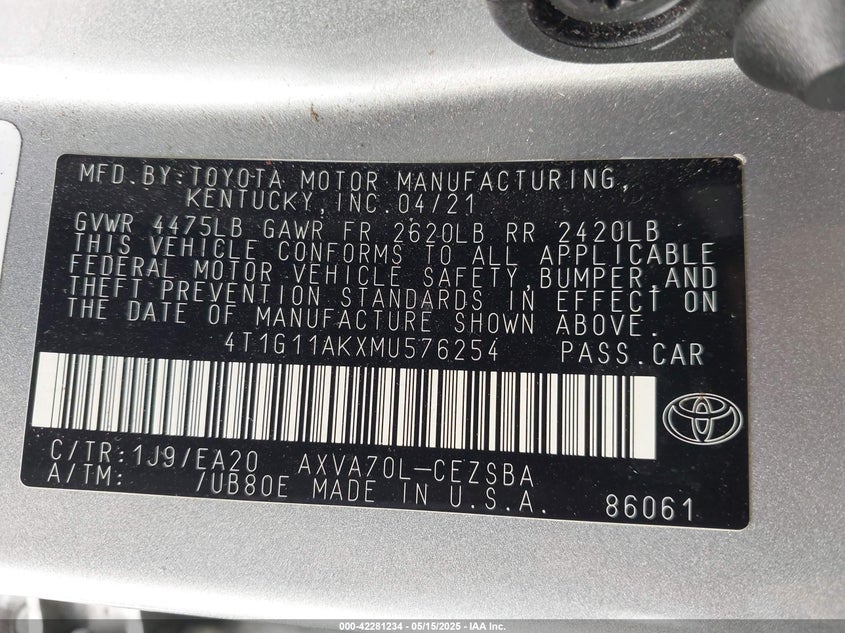 MFD.BY:TOYOTA MOTOR MANUFACTURING,
KENTUCKY, INC. 04/21
GVWR 4475LB GAWR FR 2620LB RR 2420LB
THIS VEHICLE CONFORMS TO ALL APPLICABLE
FEDERAL MOTOR VEHICLE SAFETY, BUMPER, AND
THEFT PREVENTION STANDARDS IN EFFECT ON
THE DATE OF MANUFACTURE SHOWN ABOVE.
4T1G11AKXMU576254 PASS.CAR
C/TR:1J9/EA20 AXVA70L-CEZSBA
A/TM: /UB80E MADE IN U.S.A. 86061
000-42281234 - 05/15/2025 - IAA Inc.